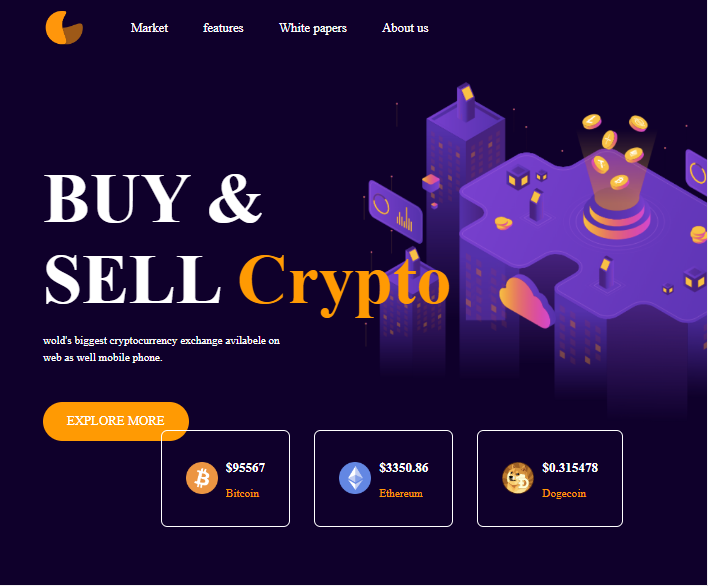 Market features White papers About us
BUY &
SELL Crypto
wold's biggest cryptocurrency exchange avilabele on
web as well mobile phone.
EXPLORE MORE
$95567
Bitcoin
$3350.86
Ethereum
$0.315478
Dogecoin